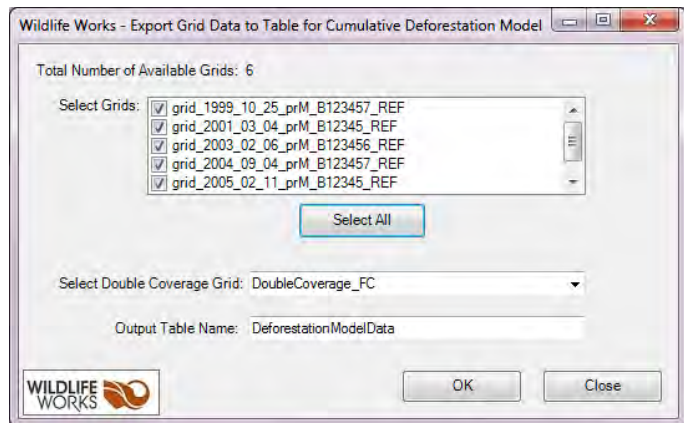 Wildlife Works - Export Grid Data to Table for Cumulative Deforestation Model
Total Number of Available Grids: 6
Select Grids:
grid_1999_10_25_prM_B123457_REF
grid_2001_03_04_prM_B12345_REF
grid_2003_02_06_prM_B123456_REF
grid_2004_09_04_prM_B123457_REF
grid_2005_02_11_prM_B12345_REF
Select All
Select Double Coverage Grid: DoubleCoverage_FC
Output Table Name: DeforestationModelData
WILDLIFE
WORKS
OK
Close